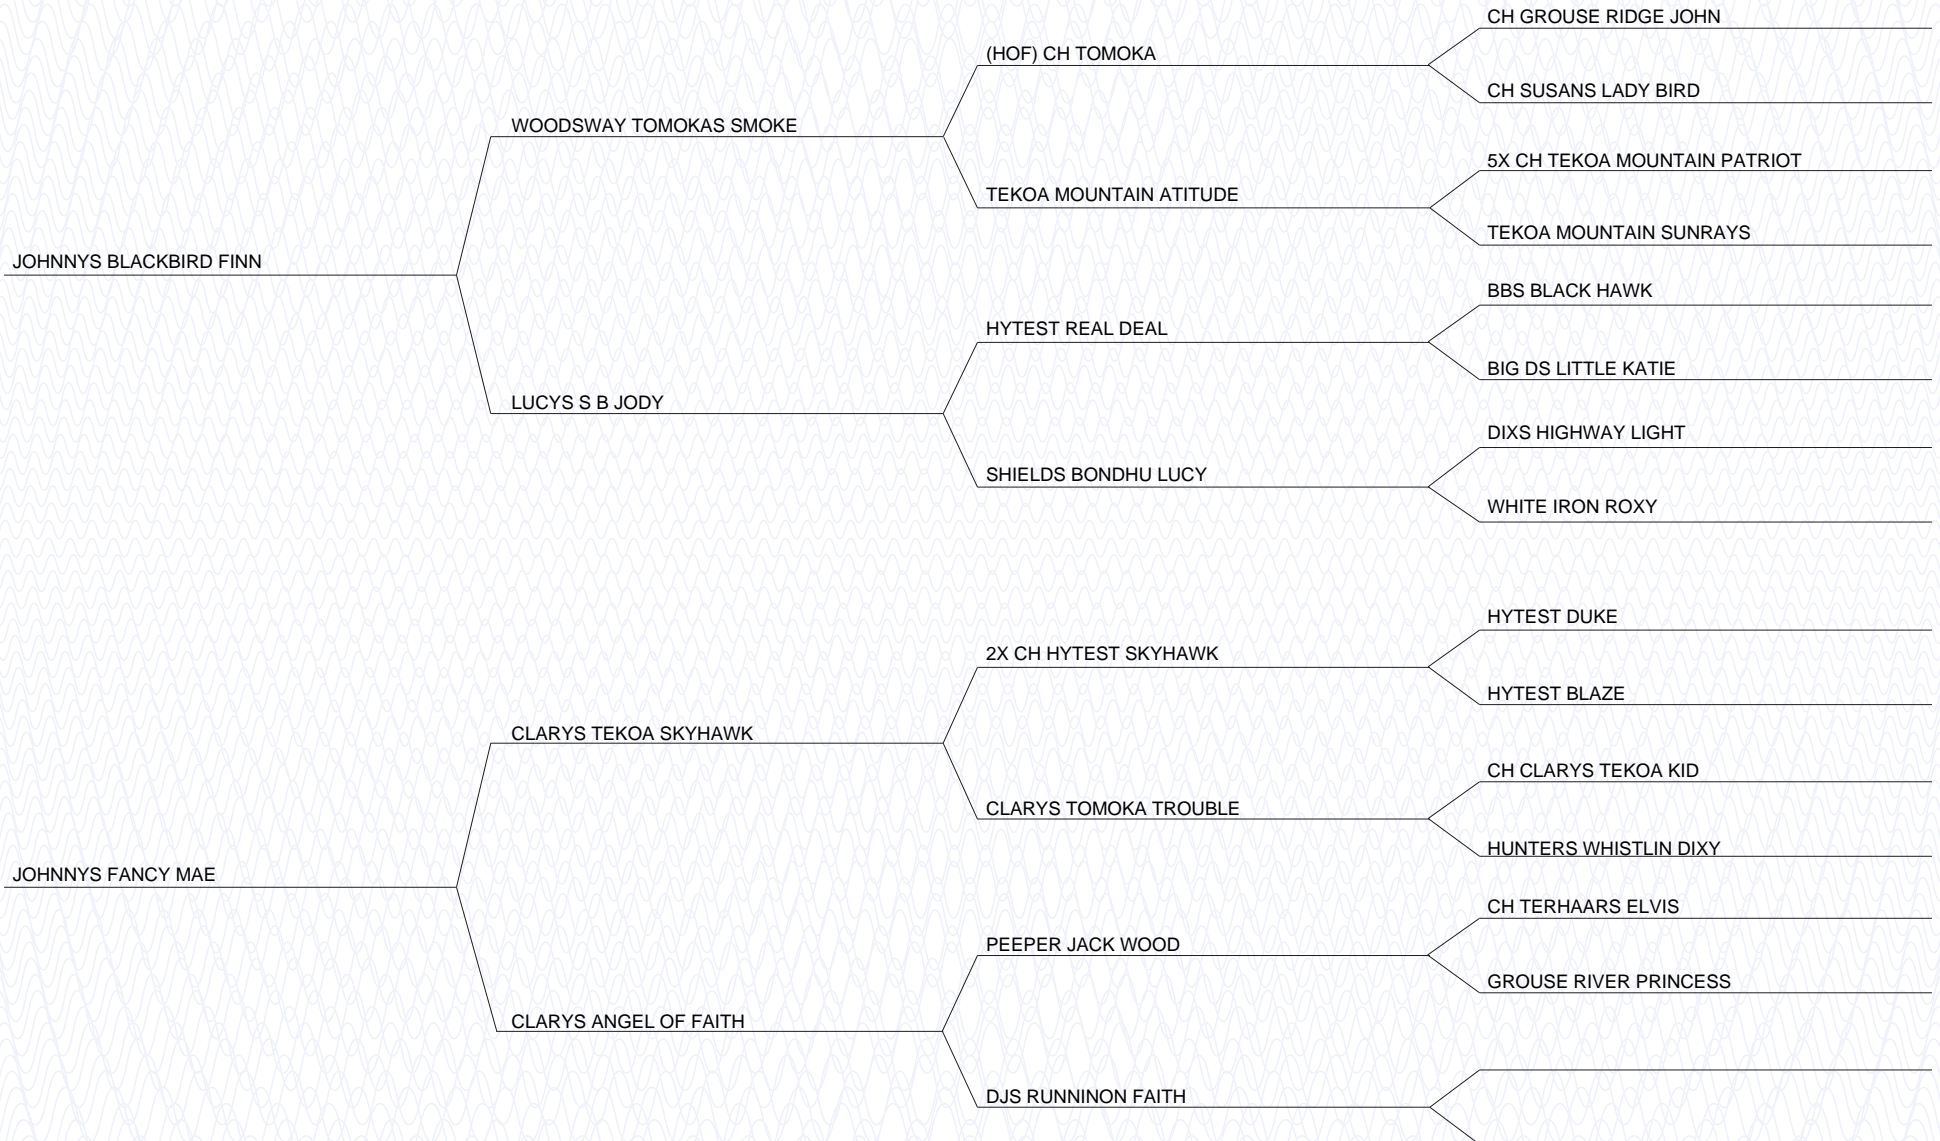 CH GROUSE RIDGE JOHN
(HOF) CH TOMOKA
CH SUSANS LADY BIRD
WOODSWAY TOMOKAS SMOKE
5X CH TEKOA MOUNTAIN PATRIOT
TEKOA MOUNTAIN ATITUDE
TEKOA MOUNTAIN SUNRAYS
JOHNNYS BLACKBIRD FINN
BBS BLACK HAWK
HYTEST REAL DEAL
BIG DS LITTLE KATIE
LUCYS S B JODY
DIXS HIGHWAY LIGHT
SHIELDS BONDHU LUCY
WHITE IRON ROXY
HYTEST DUKE
2X CH HYTEST SKYHAWK
HYTEST BLAZE
CLARYS TEKOA SKYHAWK
CH CLARYS TEKOA KID
CLARYS TOMOKA TROUBLE
HUNTERS WHISTLIN DIXY
JOHNNYS FANCY MAE
CH TERHAARS ELVIS
PEEPER JACK WOOD
GROUSE RIVER PRINCESS
CLARYS ANGEL OF FAITH
DJS RUNNINON FAITH